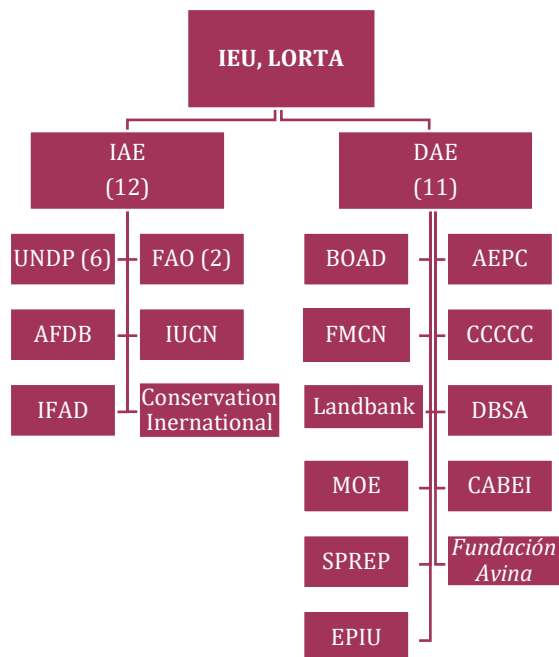 IEU, LORTA
IAE
(12)
DAE
(11)
UNDP (6)
FAO (2)
BOAD
AEPC
AFDB
IUCN
FMCN
CCCCC
IFAD
Conservation
Inernational
Landbank
DBSA
MOE
CABEI
SPREP
Fundación
Avina
EPIU